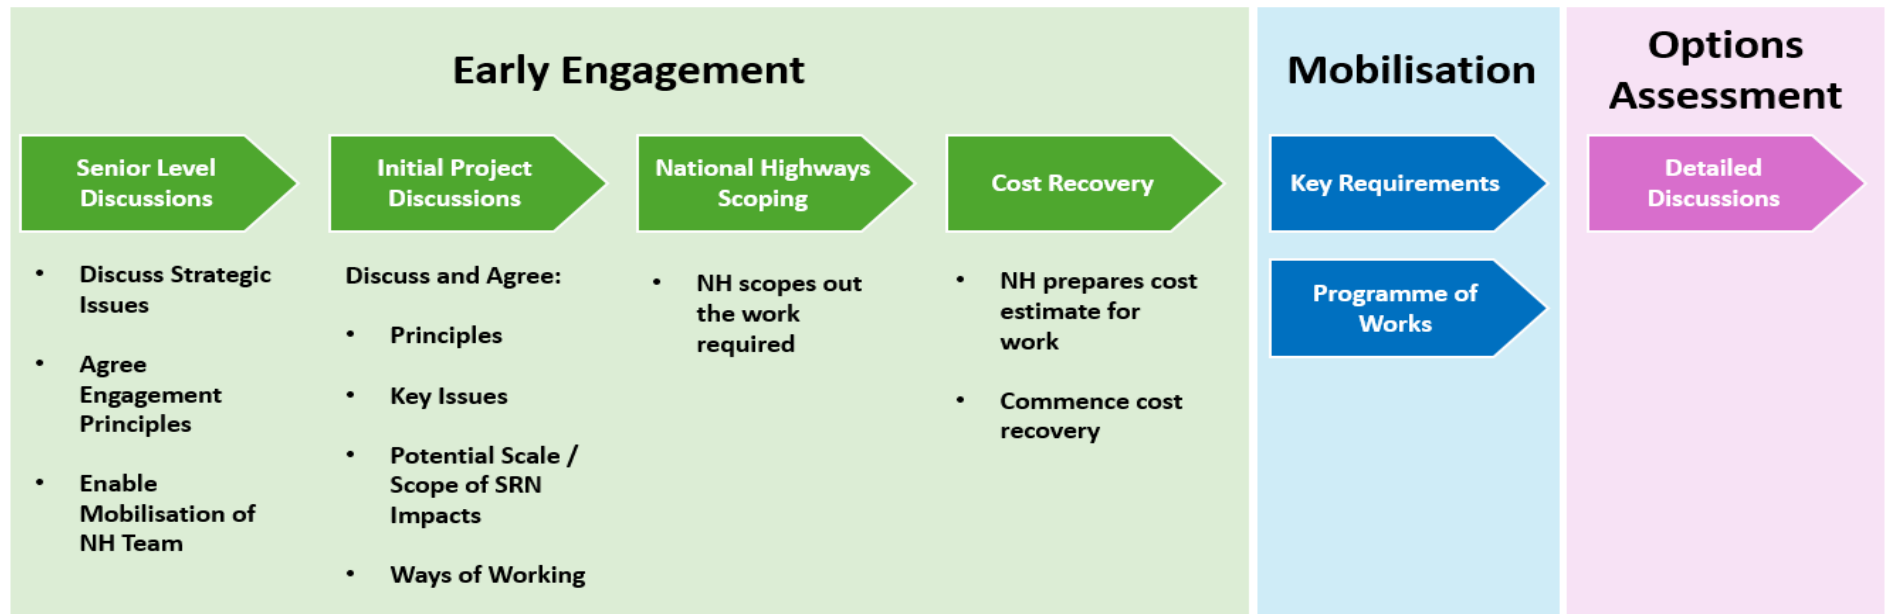 Early Engagement
Senior Level
Discussions
• Discuss Strategic
Issues
• Agree
Engagement
Principles
• Enable
Mobilisation of
NH Team
Initial Project
Discussions
Discuss and Agree:
• Principles
• Key Issues
• Potential Scale /
Scope of SRN
Impacts
• Ways of Working
National Highways
Scoping
• NH scopes out
the work
required
Cost Recovery
• NH prepares cost
estimate for
work
• Commence cost
recovery
Mobilisation
Key Requirements
Programme of
Works
Options
Assessment
Detailed
Discussions